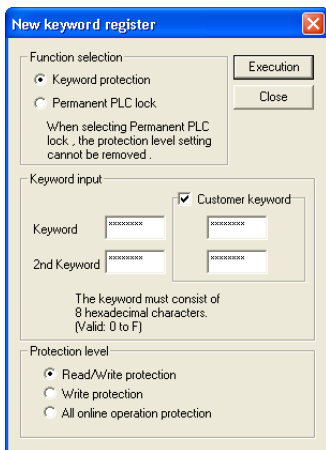 New keyword register
Function selection
Execution
Keyword protection
Permanent PLC lock
Close
When selecting Permanent PLC
lock , the protection level setting
cannot be removed .
Keyword input
Customer keyword
Keyword xxxxxxxx xxxxxxxx
2nd Keyword xxxxxxxx xxxxxxxx
The keyword must consist of
8 hexadecimal characters.
(Valid: 0 to F)
Protection level
Read/Write protection
Write protection
All online operation protection